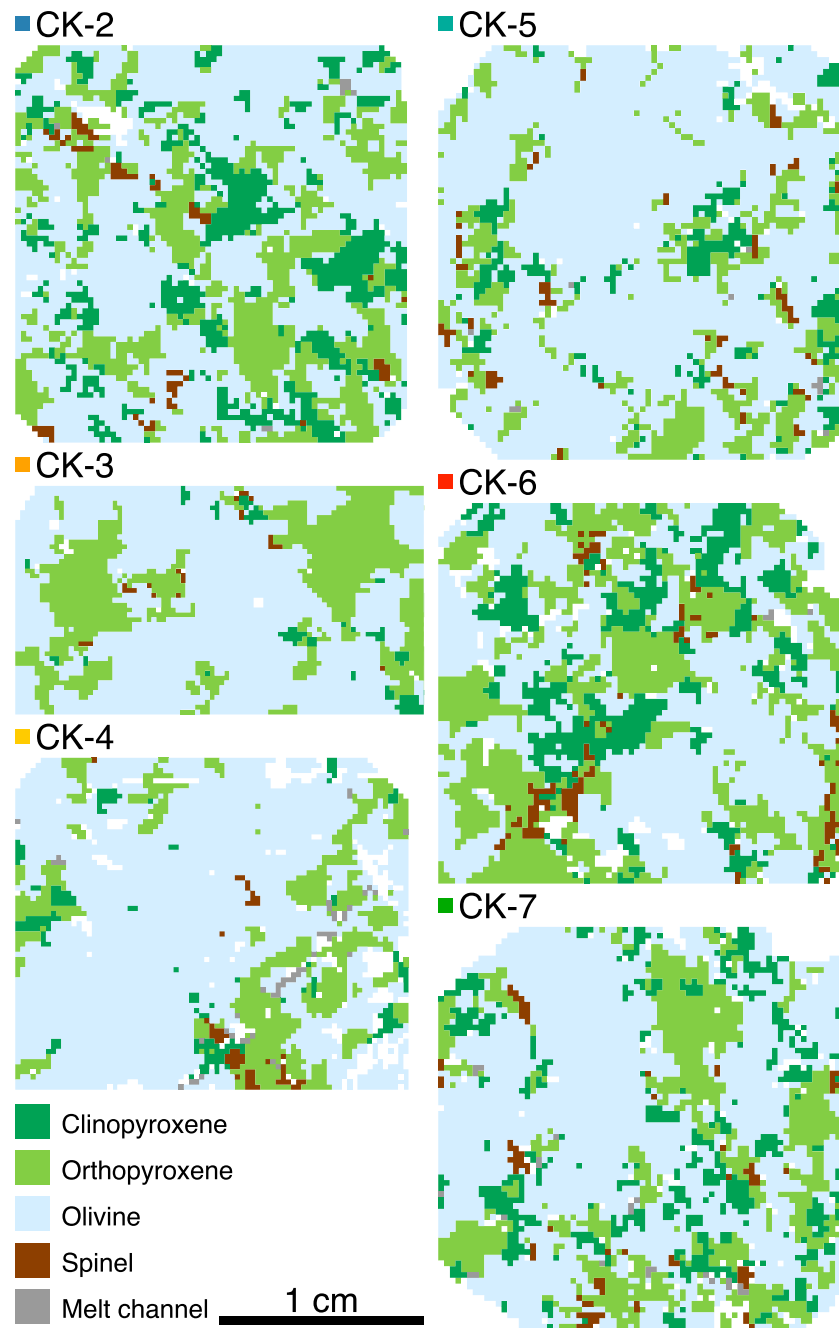 CK-2
CK-5
CK-3
CK-6
CK-4
CK-7
Clinopyroxene
Orthopyroxene
Olivine
Spinel
Melt channel
1 cm